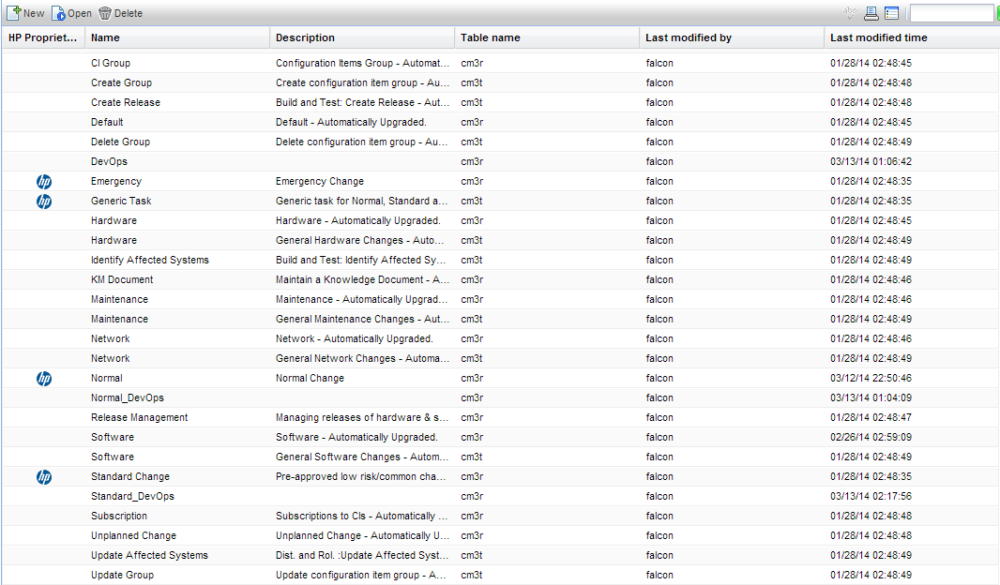 New Open Delete abc
HP Propriet... Name Description Table name Last modified by Last modified time
CI Group Configuration Items Group - Automat... cm3r falcon 01/28/14 02:48:45
Create Group Create configuration item group - Au... cm3t falcon 01/28/14 02:48:48
Create Release Build and Test: Create Release - Aut... cm3t falcon 01/28/14 02:48:48
Default Default - Automatically Upgraded. cm3r falcon 01/28/14 02:48:45
Delete Group Delete configuration item group - Au... cm3t falcon 01/28/14 02:48:49
DevOps cm3r falcon 03/13/14 01:06:42
hp Emergency Emergency Change cm3r falcon 01/28/14 02:48:35
hp Generic Task Generic task for Normal, Standard a... cm3t falcon 01/28/14 02:48:35
Hardware Hardware - Automatically Upgraded. cm3r falcon 01/28/14 02:48:45
Hardware General Hardware Changes - Auto... cm3t falcon 01/28/14 02:48:49
Identify Affected Systems Build and Test: Identify Affected Sy... cm3t falcon 01/28/14 02:48:49
KM Document Maintain a Knowledge Document - A... cm3r falcon 01/28/14 02:48:46
Maintenance Maintenance - Automatically Upgrad... cm3r falcon 01/28/14 02:48:46
Maintenance General Maintenance Changes - Aut... cm3t falcon 01/28/14 02:48:49
Network Network - Automatically Upgraded. cm3r falcon 01/28/14 02:48:46
Network General Network Changes - Automa... cm3t falcon 01/28/14 02:48:49
hp Normal Normal Change cm3r falcon 03/12/14 22:50:46
Normal_DevOps cm3r falcon 03/13/14 01:04:09
Release Management Managing releases of hardware & s... cm3r falcon 01/28/14 02:48:47
Software Software - Automatically Upgraded. cm3r falcon 02/26/14 02:59:09
Software General Software Changes - Autom... cm3t falcon 01/28/14 02:48:49
hp Standard Change Pre-approved low risk/common cha... cm3r falcon 01/28/14 02:48:35
Standard_DevOps cm3r falcon 03/13/14 02:17:56
Subscription Subscriptions to CIs - Automatically ... cm3r falcon 01/28/14 02:48:48
Unplanned Change Unplanned Change - Automatically U... cm3r falcon 01/28/14 02:48:48
Update Affected Systems Dist. and Rol. :Update Affected Syst... cm3t falcon 01/28/14 02:48:49
Update Group Update configuration item group - A... cm3t falcon 01/28/14 02:48:49